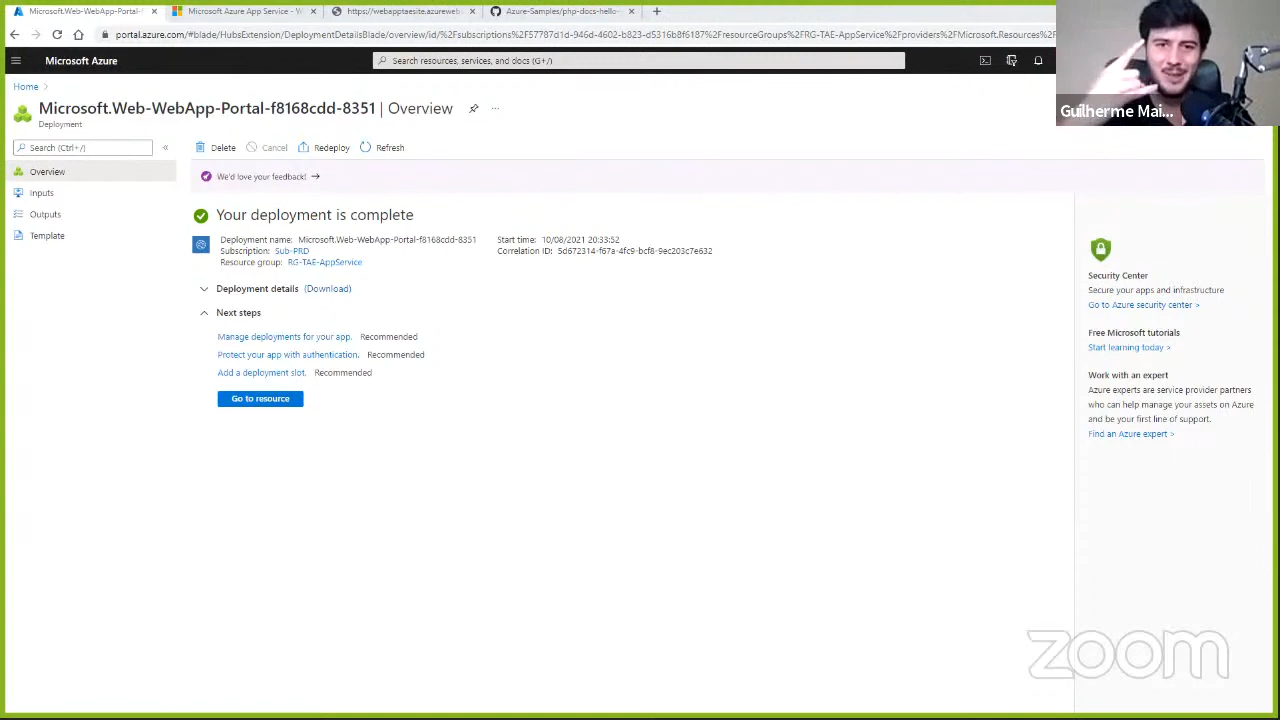 Microsoft.Web-WebApp-Portal-
Microsoft Azure App Service - W
https://webapptaesite.azureweb
Azure-Samples/php-docs-hello-
portal.azure.com/#blade/HubsExtension/DeploymentDetailsBlade/overview/id/%2Fsubscriptions%2F57787d1d-946d-4602-b823-d5316b8f6187%2FresourceGroups%2FRG-TAE-AppService%2Fproviders%2FMicrosoft.Resources%2F
Microsoft Azure
Search resources, services, and docs (G+/)
Guilherme Mai...
Home
Microsoft.Web-WebApp-Portal-f8168cdd-8351 | Overview
Deployment
Search (Ctrl+/)
Delete
Cancel
Redeploy
Refresh
Overview
Inputs
Outputs
Template
We'd love your feedback!
Your deployment is complete
Deployment name: Microsoft.Web-WebApp-Portal-f8168cdd-8351
Subscription: Sub-PRD
Resource group: RG-TAE-AppService
Start time: 10/08/2021 20:33:52
Correlation ID: 5d672314-f67a-4fc9-bcf8-9ec203c7e632
Deployment details (Download)
Next steps
Manage deployments for your app. Recommended
Protect your app with authentication. Recommended
Add a deployment slot. Recommended
Go to resource
Security Center
Secure your apps and infrastructure
Go to Azure security center >
Free Microsoft tutorials
Start learning today >
Work with an expert
Azure experts are service provider partners
who can help manage your assets on Azure
and be your first line of support.
Find an Azure expert >
zoom